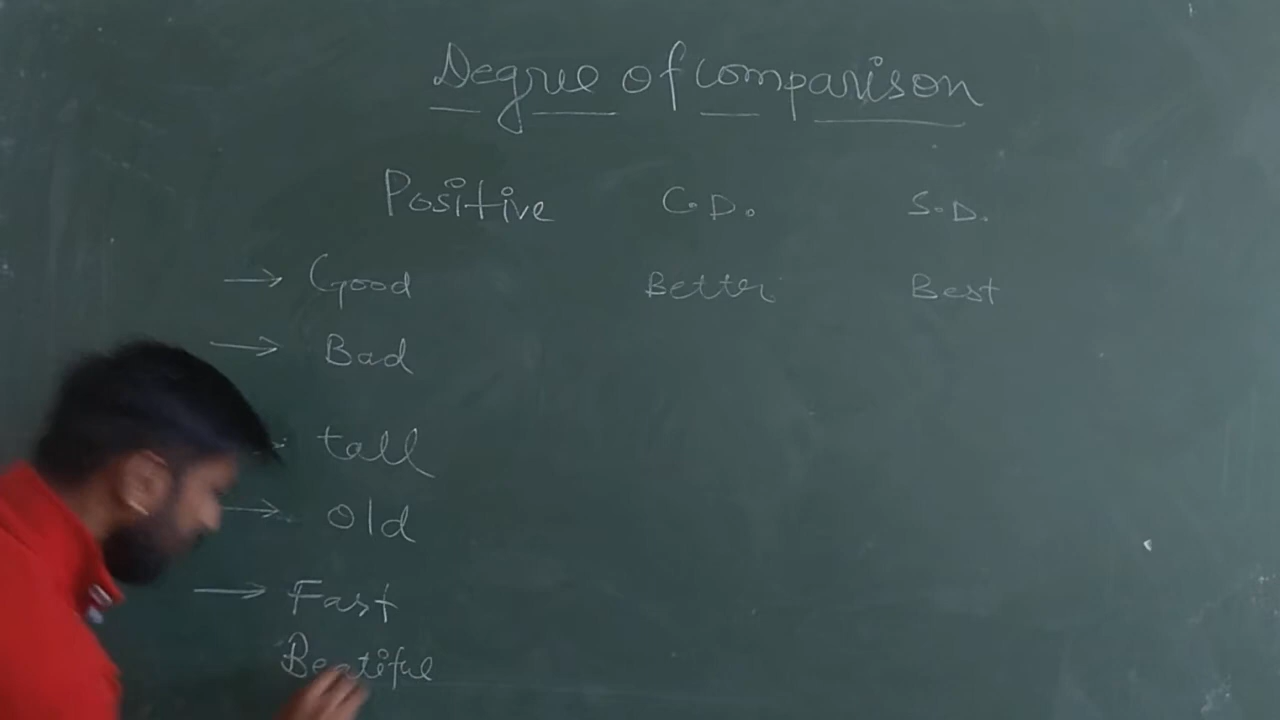 Degree of comparison
Positive C.D. S.D.
→ Good Better Best
→ Bad
tall
→ old
→ Fast
Beatiful